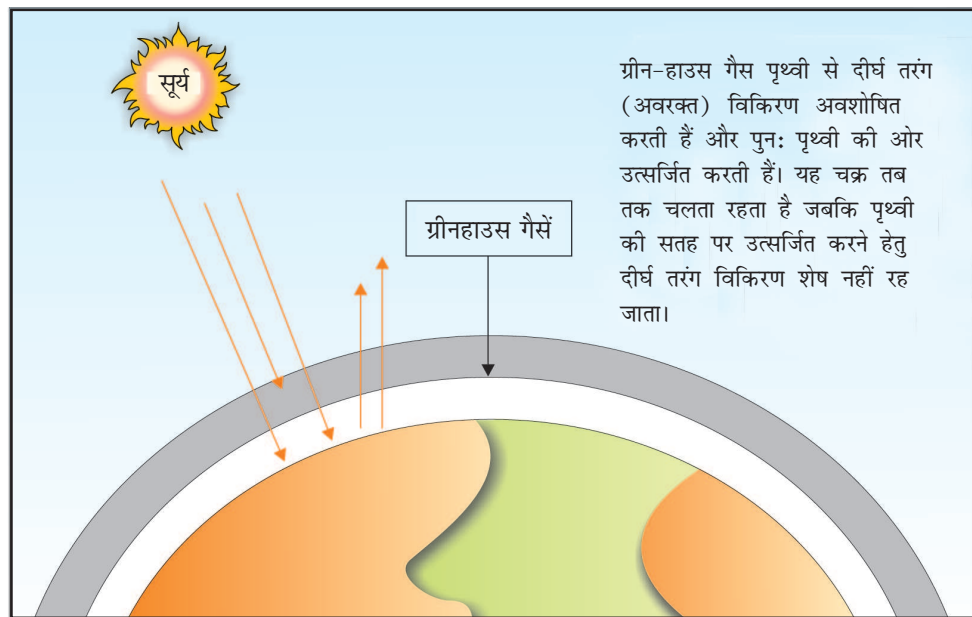 सूर्य
ग्रीन-हाउस गैस पृथ्वी से दीर्घ तरंग
(अवरक्त) विकिरण अवशोषित
करती हैं और पुन: पृथ्वी की ओर
उत्सर्जित करती हैं। यह चक्र तब
तक चलता रहता है जबकि पृथ्वी
की सतह पर उत्सर्जित करने हेतु
दीर्घ तरंग विकिरण शेष नहीं रह
जाता।
ग्रीनहाउस गैसें